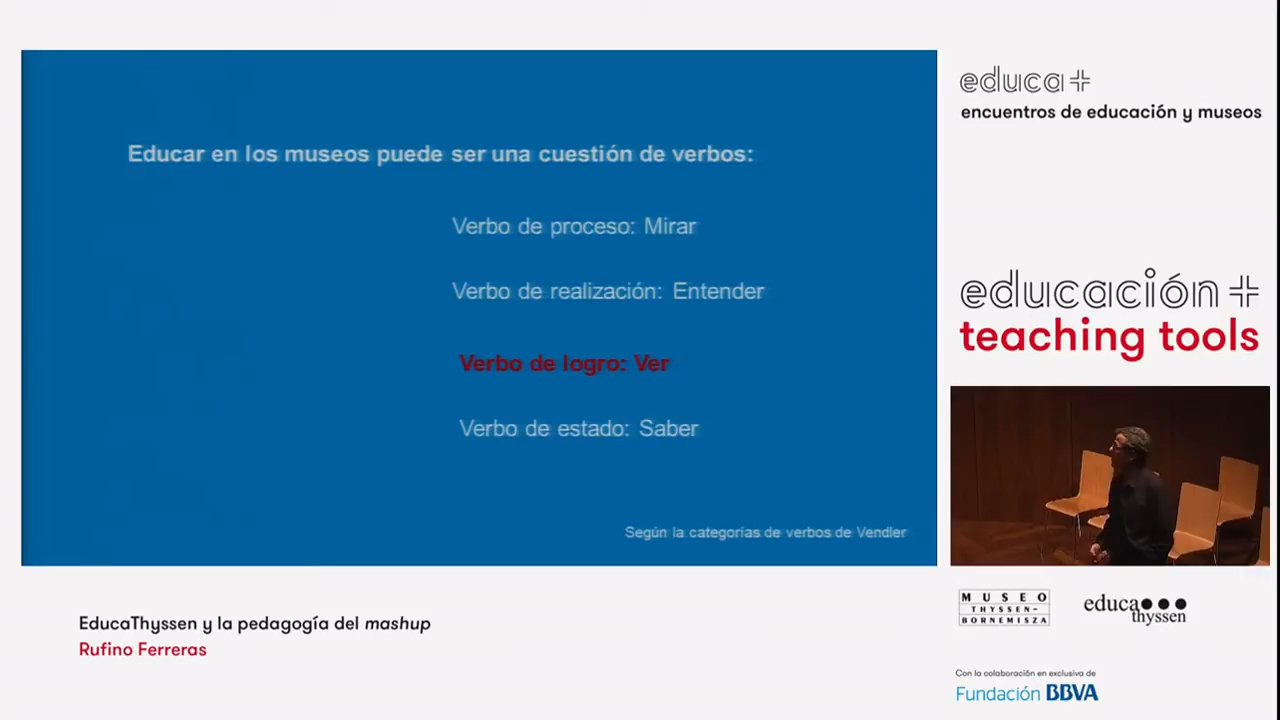 Educar en los museos puede ser una cuestión de verbos:
Verbo de proceso: Mirar
Verbo de realización: Entender
Verbo de logro: Ver
Verbo de estado: Saber
Según la categorías de verbos de Vendler
EducaThyssen y la pedagogía del mashup
Rufino Ferreras
educa+
encuentros de educación y museos
educación+
teaching tools
MUSEO
THYSSEN-
BORNEMISZA
educa
thyssen
Con la colaboración en exclusiva de
Fundación BBVA